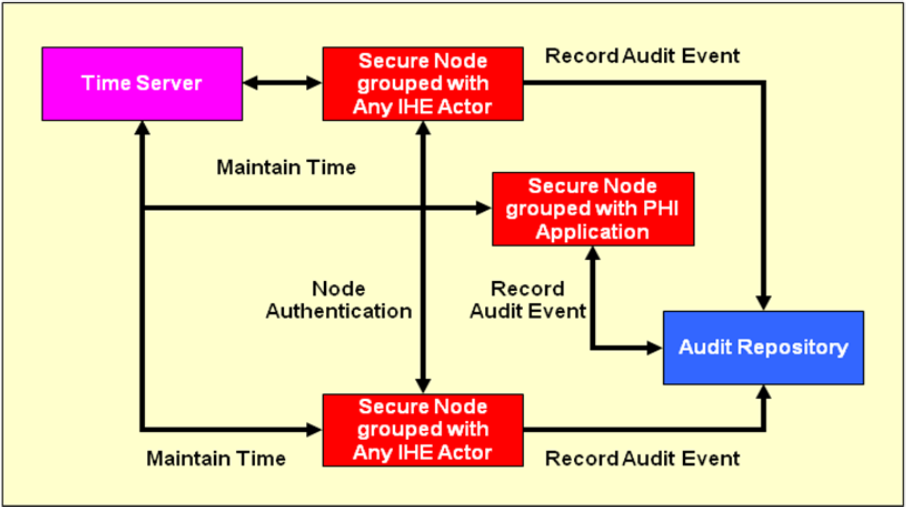 Time Server
Secure Node
grouped with
Any IHE Actor
Record Audit Event
Maintain Time
Secure Node
grouped with PHI
Application
Node
Authentication
Record
Audit Event
Audit Repository
Secure Node
grouped with
Any IHE Actor
Maintain Time
Record Audit Event